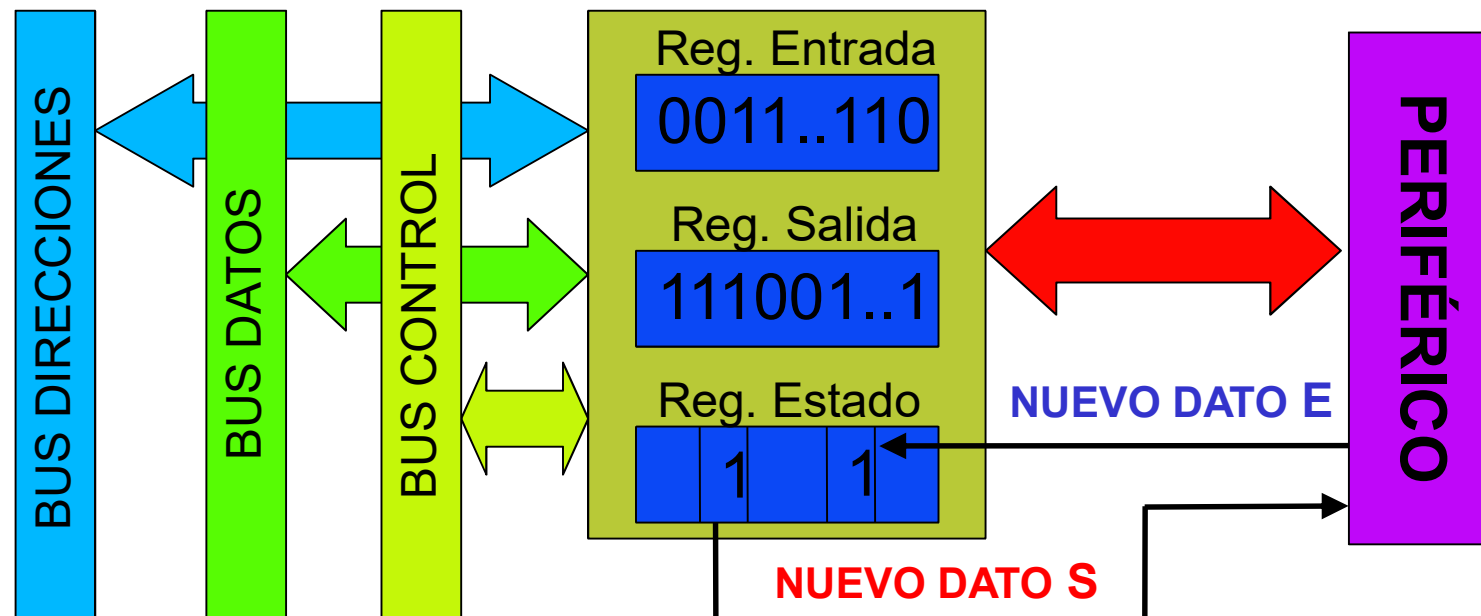 BUS DIRECCIONES
BUS DATOS
BUS CONTROL
Reg. Entrada
0011..110
Reg. Salida
111001..1
Reg. Estado
1 1
NUEVO DATO E
NUEVO DATO S
PERIFÉRICO